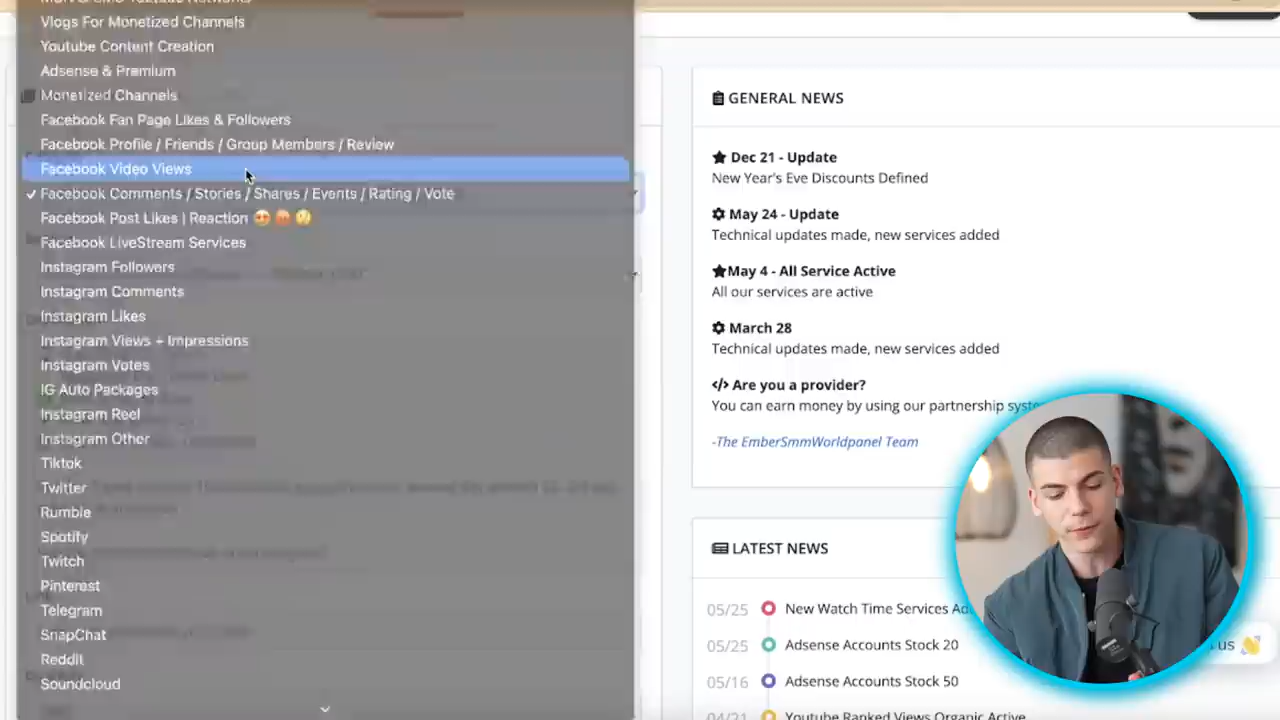 Vlogs For Monetized Channels
Youtube Content Creation
Adsense & Premium
Monetized Channels
Facebook Fan Page Likes & Followers
Facebook Profile / Friends / Group Members / Review
Facebook Video Views
✓ Facebook Comments / Stories / Shares / Events / Rating / Vote
Facebook Post Likes | Reaction 😍😡🤔
Facebook LiveStream Services
Instagram Followers
Instagram Comments
Instagram Likes
Instagram Views + Impressions
Instagram Votes
IG Auto Packages
Instagram Reel
Instagram Other
Tiktok
Twitter
Rumble
Spotify
Twitch
Pinterest
Telegram
SnapChat
Reddit
Soundcloud
GENERAL NEWS
Dec 21 - Update
New Year's Eve Discounts Defined
May 24 - Update
Technical updates made, new services added
May 4 - All Service Active
All our services are active
March 28
Technical updates made, new services added
Are you a provider?
You can earn money by using our partnership
-The EmberSmmWorldpanel Team
LATEST NEWS
05/25 New Watch Time Services
05/25 Adsense Accounts Stock 20
05/16 Adsense Accounts Stock 50
04/21 Youtube Ranked Views Organic Active
us 👋